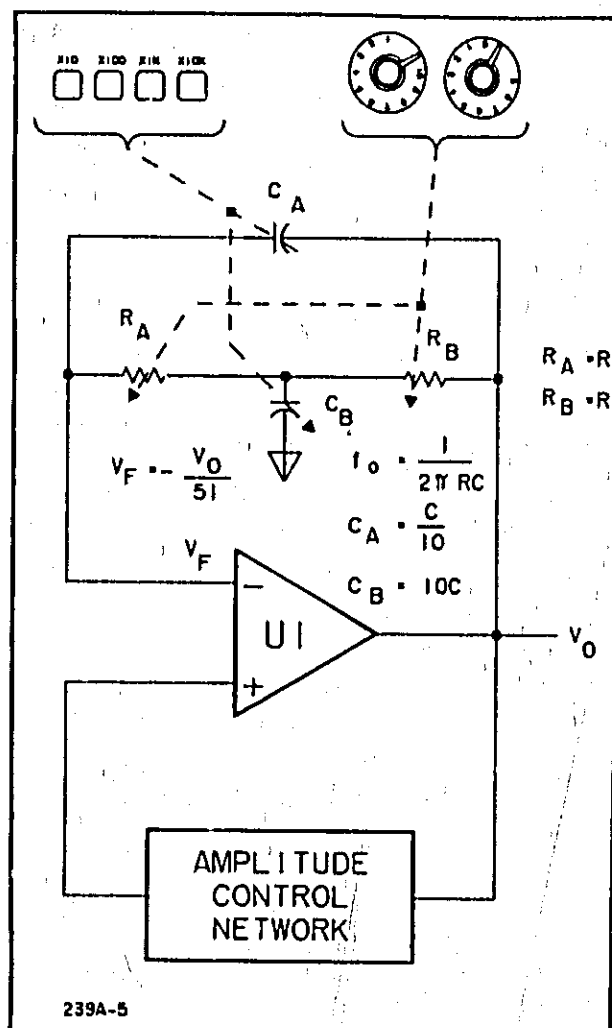 X10 X100 X1K X10K
C A
R A
R B
R A = R
R B = R
C B
V F = - V O / 51
f o = 1 / 2π RC
C A = C / 10
V F
C B = 10C
-
U1
V O
+
AMPLITUDE
CONTROL
NETWORK
239A-5